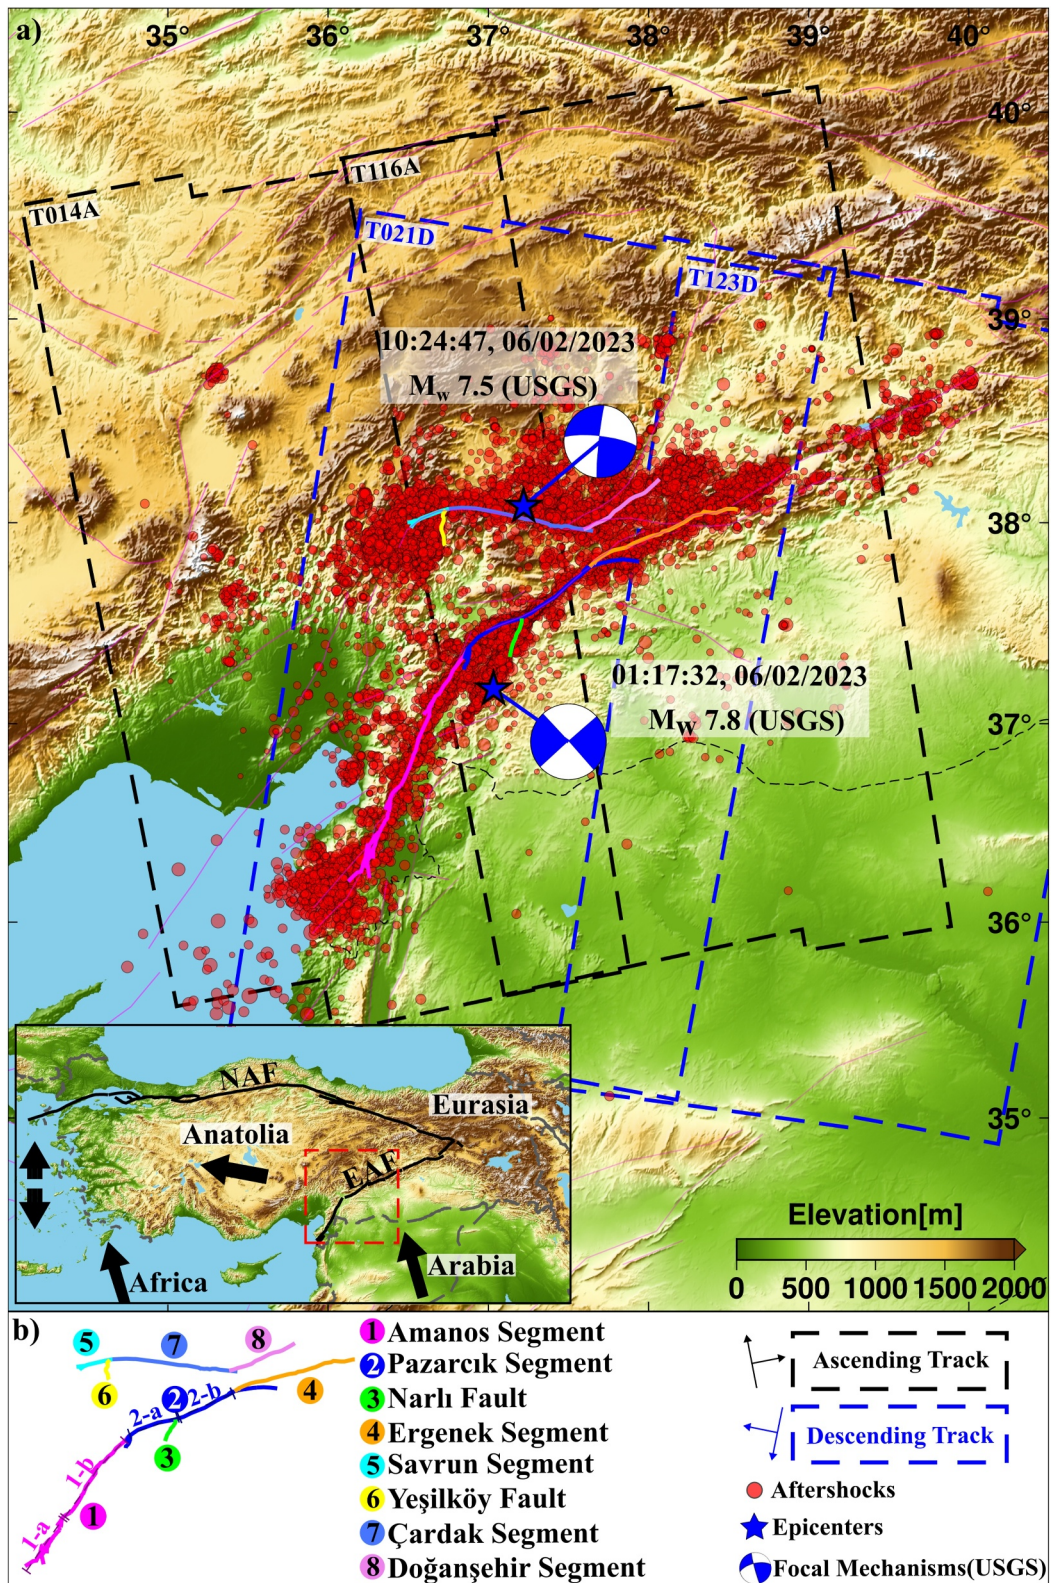 a)
35° 36° 37° 38° 39° 40°
40°
T116A
T014A
T021D
T123D
39°
10:24:47, 06/02/2023
Mw 7.5 (USGS)
38°
01:17:32, 06/02/2023
Mw 7.8 (USGS)
37°
36°
35°
NAF
Eurasia
Anatolia
EAF
Africa
Arabia
Elevation[m]
0 500 1000 1500 2000
b)
5 7 8
6 2 2-b 4
2-a
3
1-b
1
1-a
1 Amanos Segment
2 Pazarcık Segment
3 Narlı Fault
4 Ergenek Segment
5 Savrun Segment
6 Yeşilköy Fault
7 Çardak Segment
8 Doğanşehir Segment
Ascending Track
Descending Track
Aftershocks
Epicenters
Focal Mechanisms(USGS)